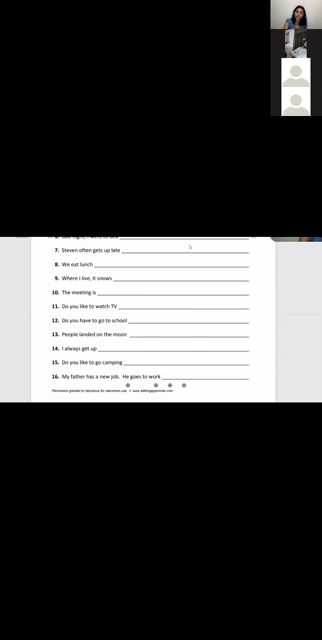 7. Steven often gets up late
8. We eat lunch
9. Where I live, it snows
10. The meeting is
11. Do you like to watch TV
12. Do you have to go to school
13. People landed on the moon
14. I always get up
15. Do you like to go camping
16. My father has a new job. He goes to work
Permission granted to reproduce for classroom use. © www.allthingsgrammar.com